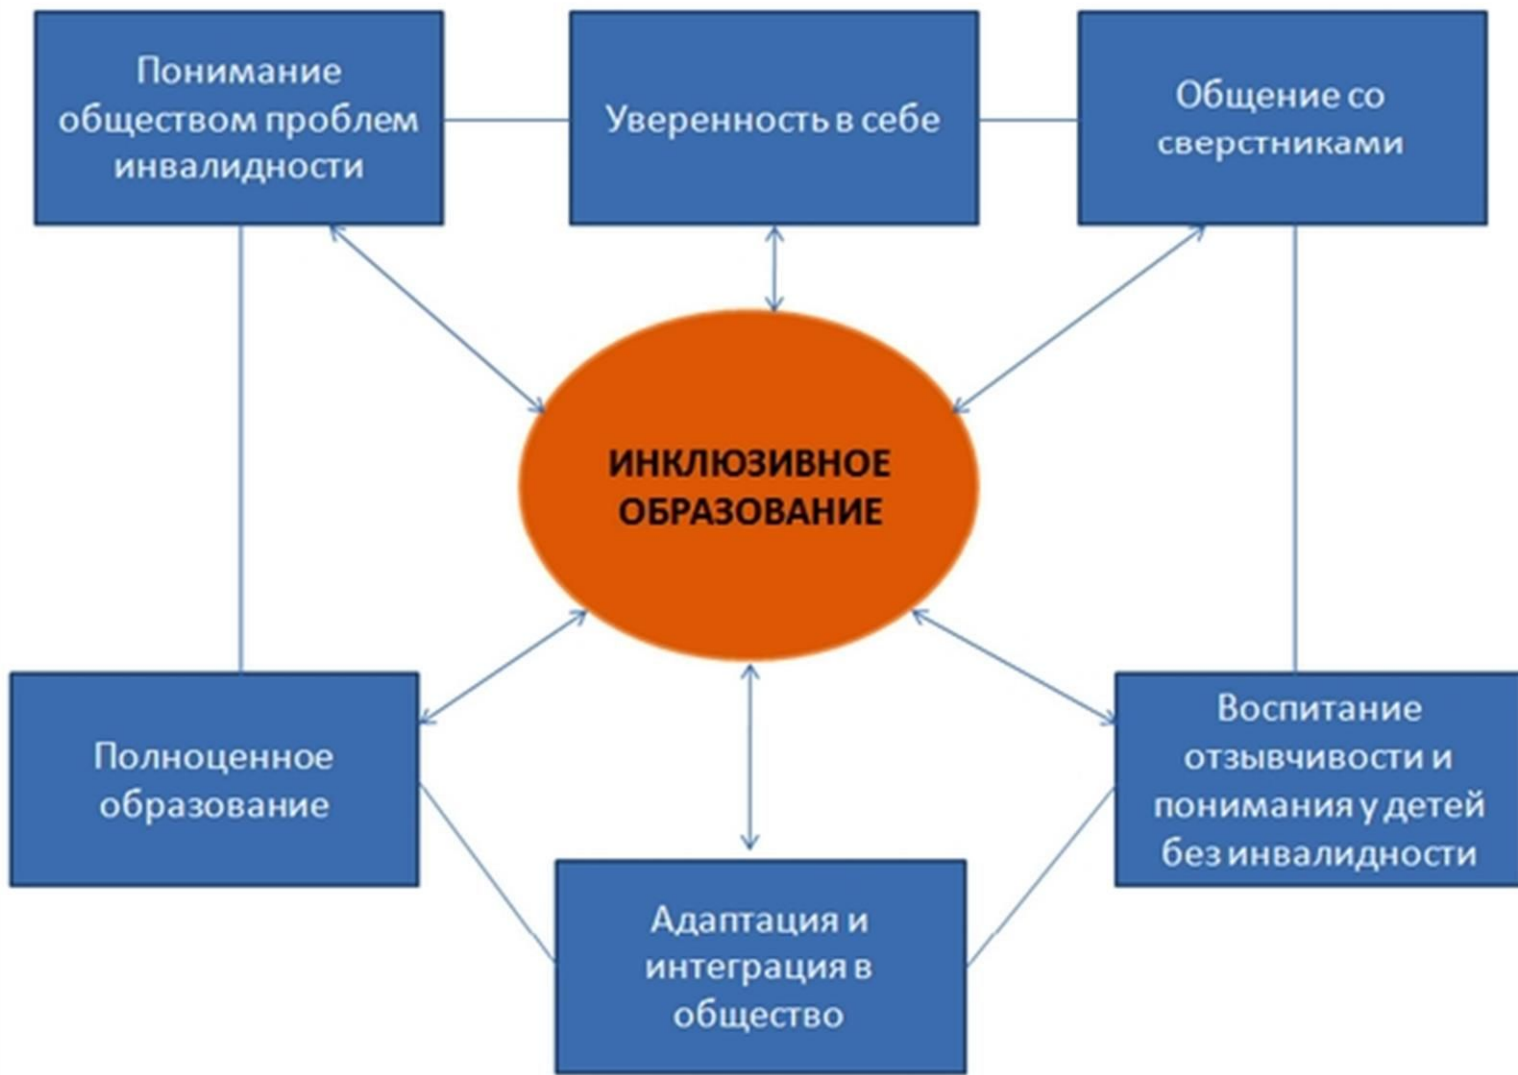 Понимание
обществом проблем
инвалидности
Уверенность в себе
Общение со
сверстниками
ИНКЛЮЗИВНОЕ
ОБРАЗОВАНИЕ
Полноценное
образование
Адаптация и
интеграция в
общество
Воспитание
отзывчивости и
понимания у детей
без инвалидности